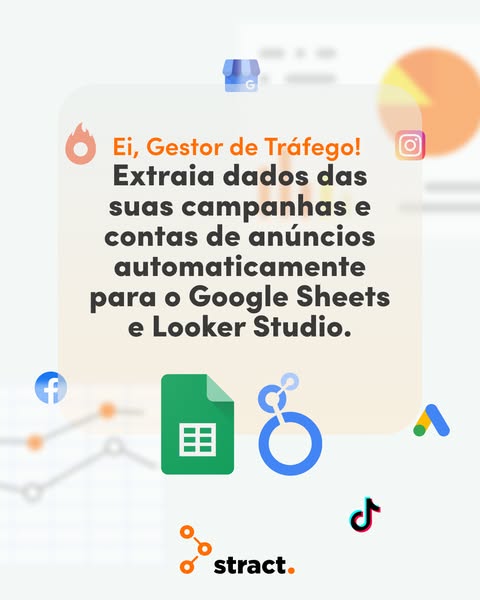 Ei, Gestor de Tráfego!
Extraia dados das
suas campanhas e
contas de anúncios
automaticamente
para o Google Sheets
e Looker Studio.
stract.